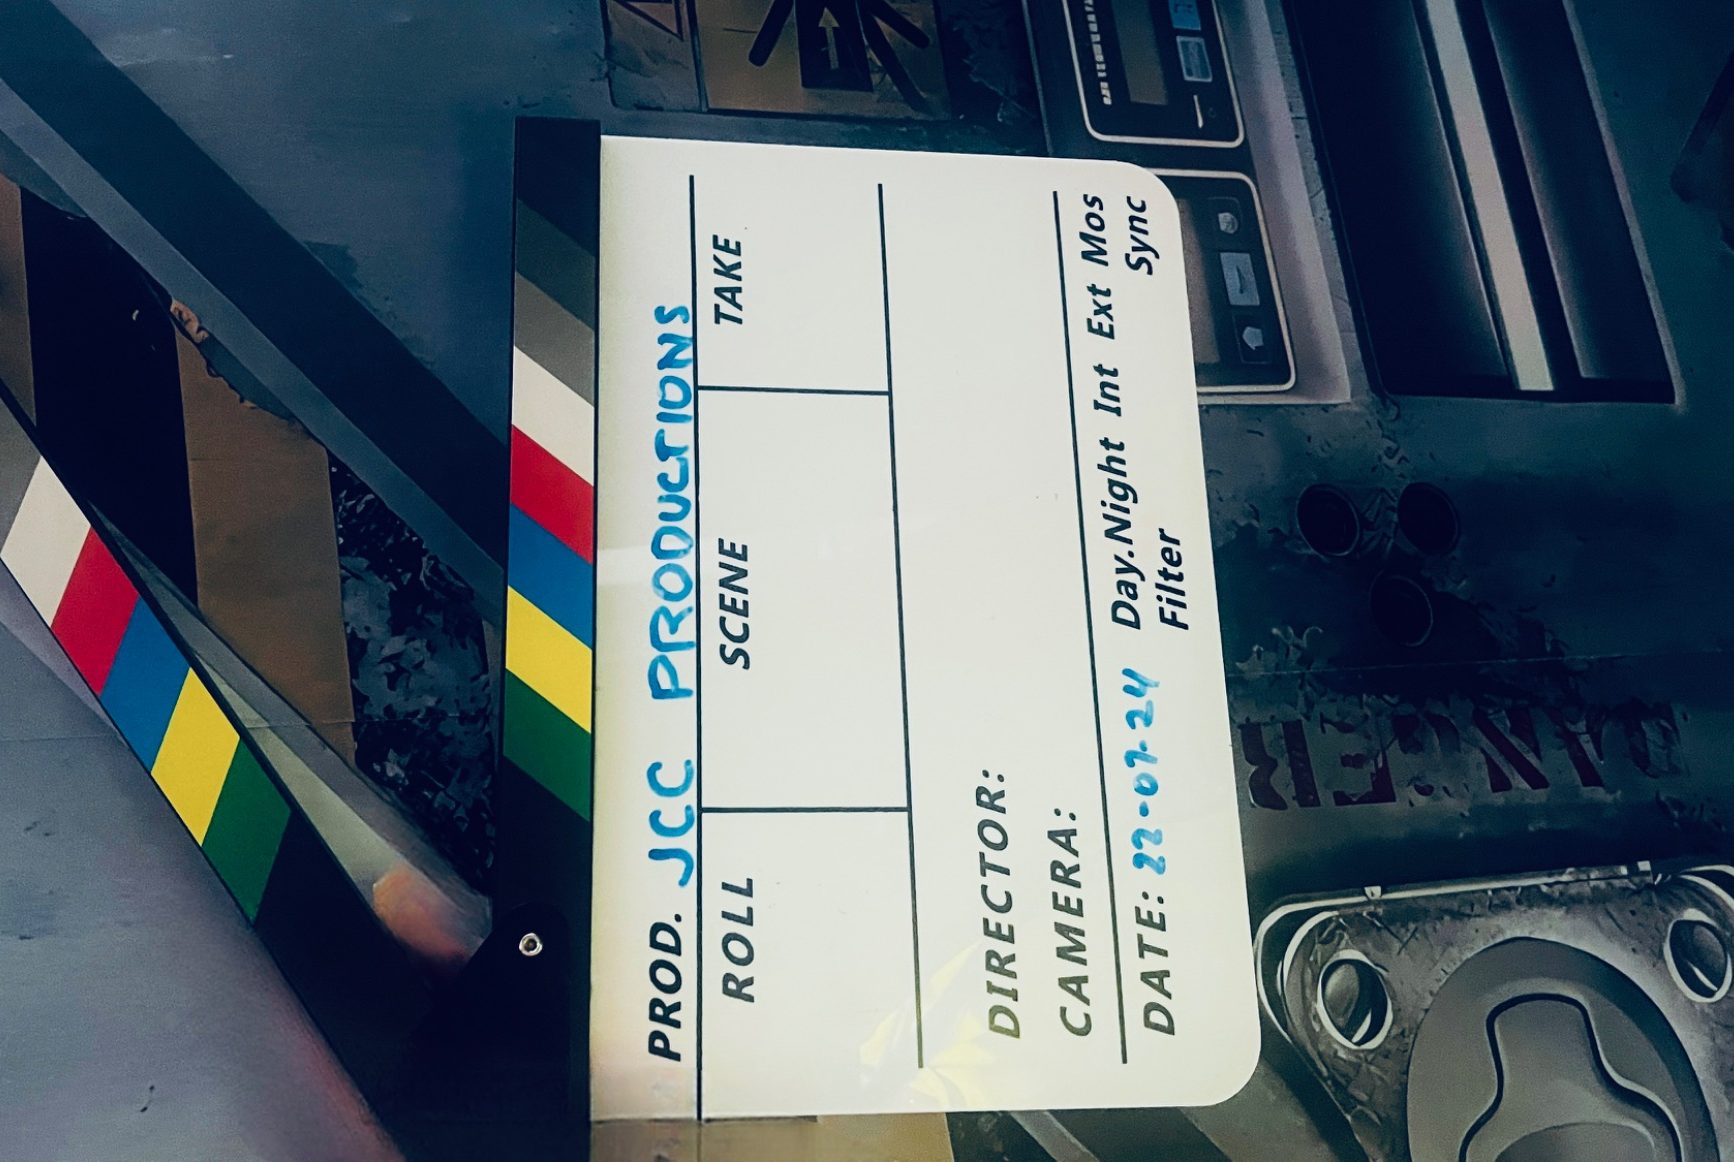 PROD. JCC PRODUCTIONS
ROLL SCENE TAKE
DIRECTOR:
CAMERA:
DATE: 22-07-24 Day.Night Int Ext Mos
Filter Sync
DANGER